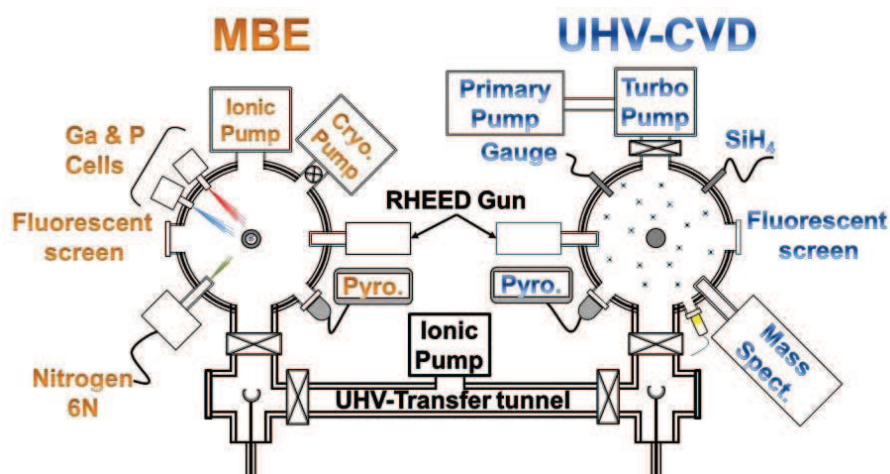 MBE
UHV-CVD
Ionic
Pump
Cryo.
Pump
Ga & P
Cells
Fluorescent
screen
Nitrogen
6N
Pyro.
RHEED Gun
Primary
Pump
Turbo
Pump
Gauge
SiH₄
Fluorescent
screen
Pyro.
Mass
Spect.
Ionic
Pump
UHV-Transfer tunnel